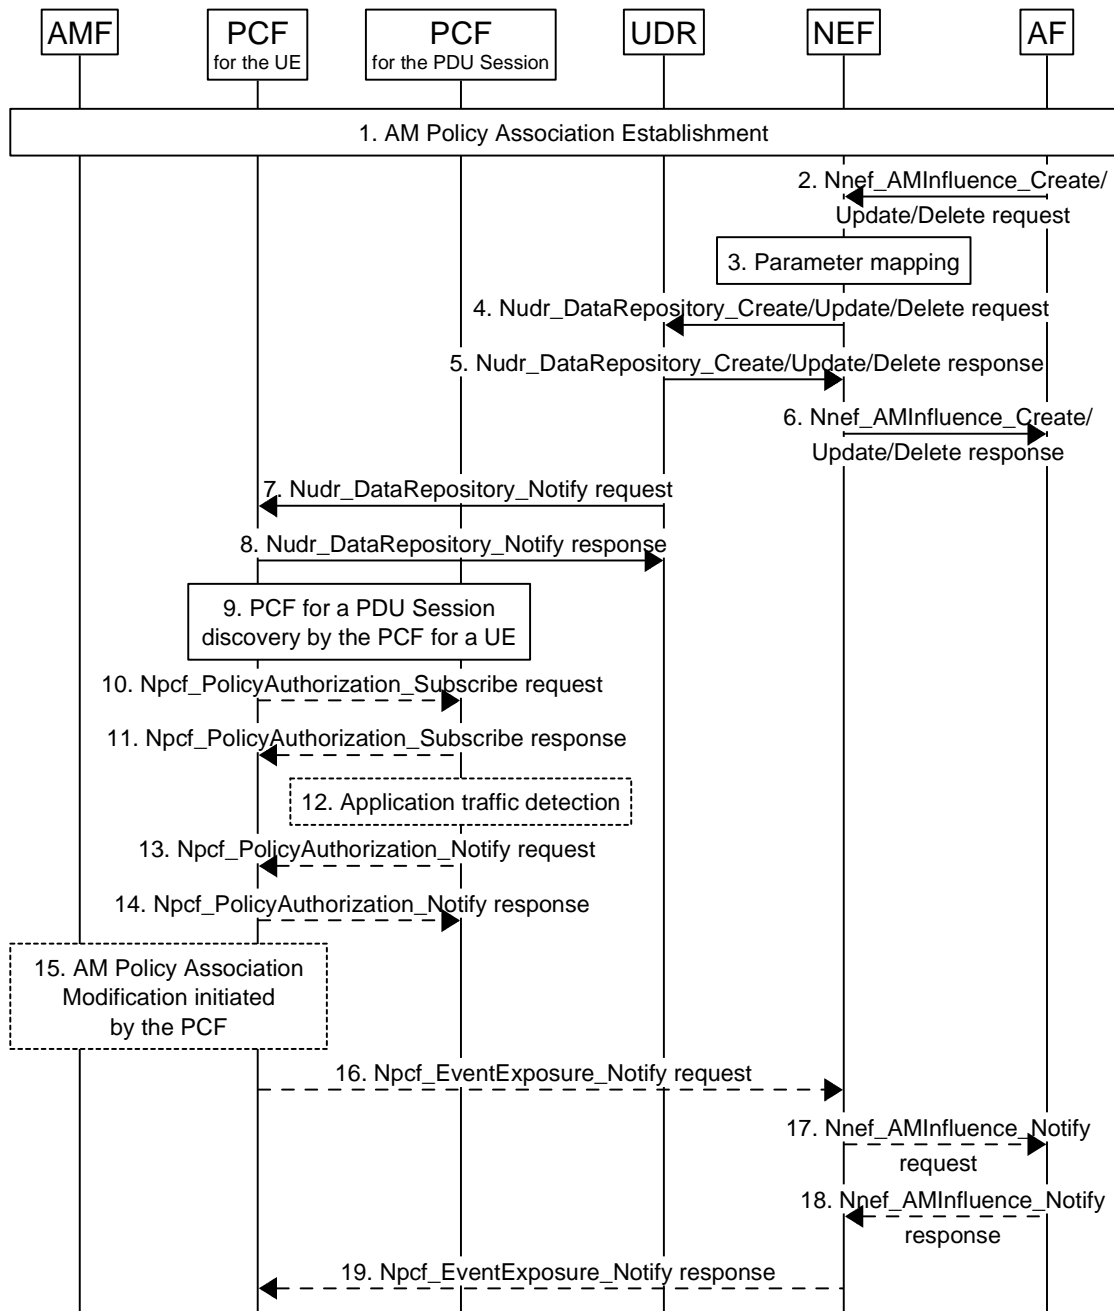 AMF
PCF
for the UE
PCF
for the PDU Session
UDR
NEF
AF
1. AM Policy Association Establishment
2. Nnef_AMInfluence_Create/
Update/Delete request
3. Parameter mapping
4. Nudr_DataRepository_Create/Update/Delete request
5. Nudr_DataRepository_Create/Update/Delete response
6. Nnef_AMInfluence_Create/
Update/Delete response
7. Nudr_DataRepository_Notify request
8. Nudr_DataRepository_Notify response
9. PCF for a PDU Session
discovery by the PCF for a UE
10. Npcf_PolicyAuthorization_Subscribe request
11. Npcf_PolicyAuthorization_Subscribe response
12. Application traffic detection
13. Npcf_PolicyAuthorization_Notify request
14. Npcf_PolicyAuthorization_Notify response
15. AM Policy Association
Modification initiated
by the PCF
16. Npcf_EventExposure_Notify request
17. Nnef_AMInfluence_Notify
request
18. Nnef_AMInfluence_Notify
response
19. Npcf_EventExposure_Notify response